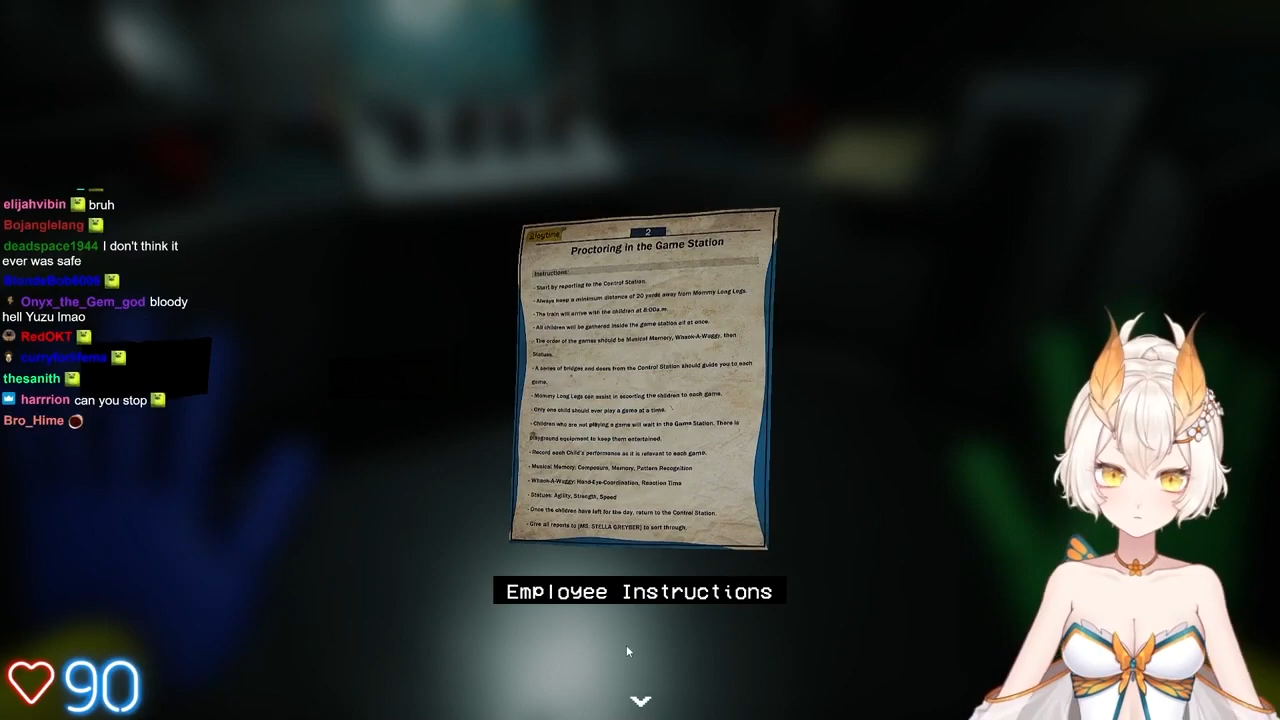 elijahvibin bruh
Bojanglelang
deadspace1944 I don't think it
ever was safe
BlondeBob6006
Onyx_the_Gem_god bloody
hell Yuzu lmao
RedOKT
thesanith
harrrion can you stop
Bro_Hime
Playtime
2
Proctoring in the Game Station
Instructions:
- Start by reporting to the Control Station.
- Always keep a minimum distance of 20 yards away from Mommy Long Legs.
- The train will arrive with the children at 8:00a.m.
- All children will be gathered inside the game station all at once.
- The order of the games should be Musical Memory, Whack-A-Wuggy, then
Statues.
- A series of bridges and doors from the Control Station should guide you to each
game.
- Mommy Long Legs can assist in escorting the children to each game.
- Only one child should ever play a game at a time.
- Children who are not playing a game will wait in the Game Station. There is
playground equipment to keep them entertained.
- Record each Child's performance as it is relevant to each game.
- Musical Memory: Composure, Memory, Pattern Recognition
- Whack-A-Wuggy: Hand-Eye-Coordination, Reaction Time
- Statues: Agility, Strength, Speed
- Once the children have left for the day, return to the Control Station.
- Give all reports to [MS. STELLA GREYBER] to sort through.
Employee Instructions
90